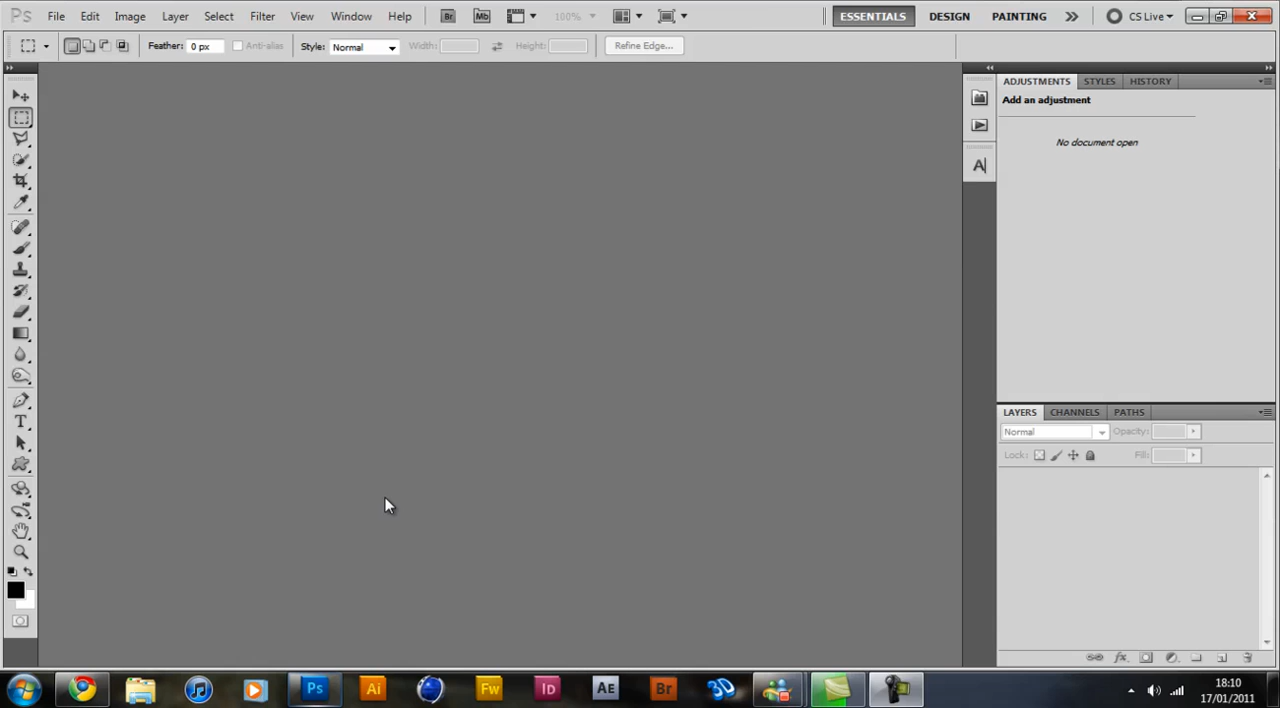 Ps File Edit Image Layer Select Filter View Window Help Br Mb 100% ESSENTIALS DESIGN PAINTING CS Live
Feather: 0 px Anti-alias Style: Normal Width: Height: Refine Edge...
ADJUSTMENTS STYLES HISTORY
Add an adjustment
No document open
A
T
LAYERS CHANNELS PATHS
Normal Opacity:
Lock: Fill:
fx
Ps Ai Fw Id Ae Br 3D
18:10
17/01/2011